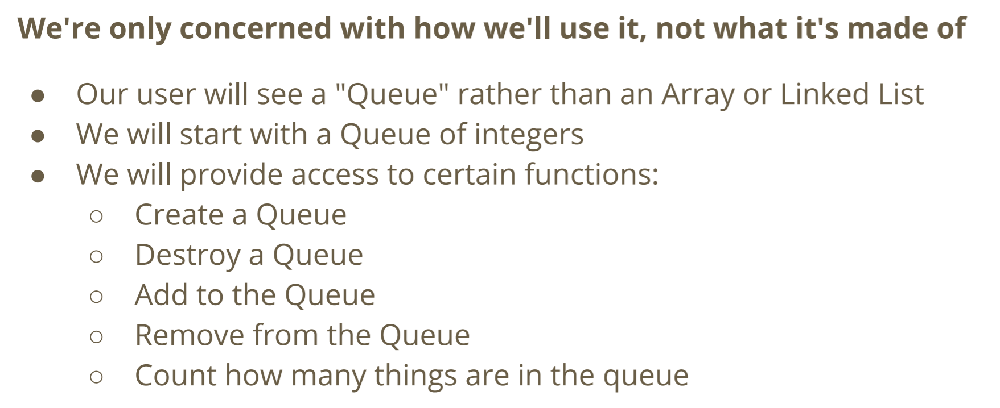 We're only concerned with how we'll use it, not what it's made of
● Our user will see a "Queue" rather than an Array or Linked List
● We will start with a Queue of integers
● We will provide access to certain functions:
○ Create a Queue
○ Destroy a Queue
○ Add to the Queue
○ Remove from the Queue
○ Count how many things are in the queue